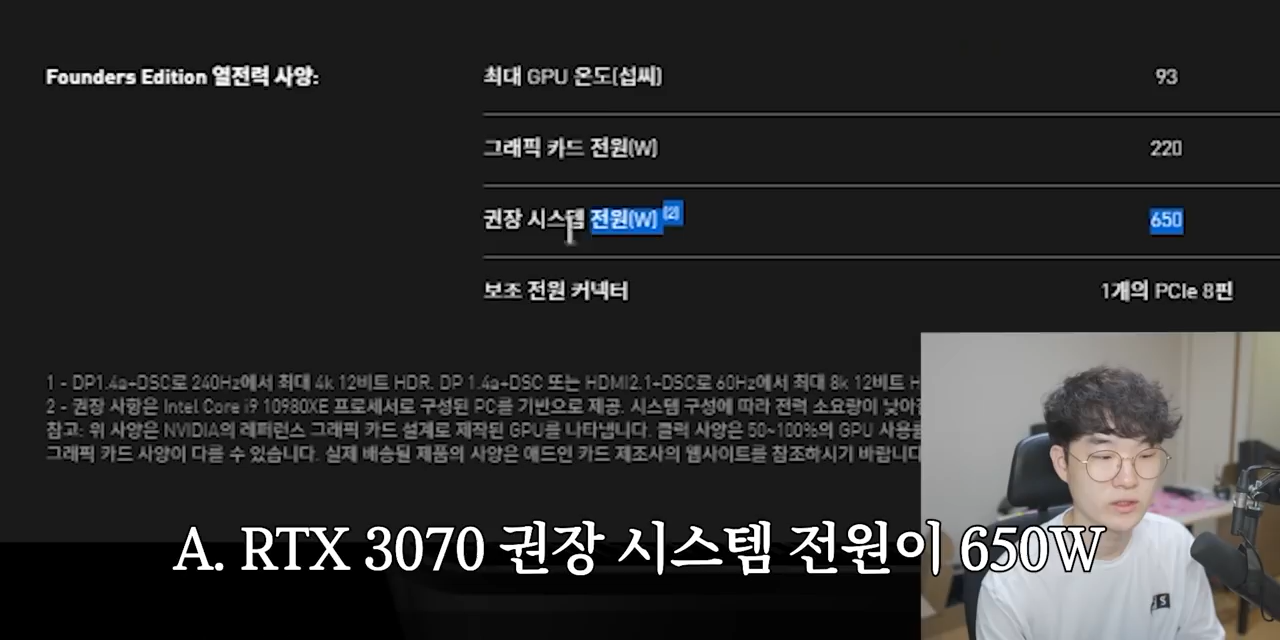 Founders Edition 열전력 사양:
최대 GPU 온도(섭씨) 93
그래픽 카드 전원(W) 220
권장 시스템 전원(W) [2] 650
보조 전원 커넥터 1개의 PCIe 8핀
1 - DP1.4a+DSC로 240Hz에서 최대 4k 12비트 HDR. DP 1.4a+DSC 또는 HDMI2.1+DSC로 60Hz에서 최대 8k 12비트
2 - 권장 사항은 Intel Core i9 10980XE 프로세서로 구성된 PC를 기반으로 제공. 시스템 구성에 따라 전력 소요량이
참고: 위 사양은 NVIDIA의 레퍼런스 그래픽 카드 설계로 제작된 GPU를 나타냅니다. 클럭 사양은 50~100%의 GPU
그래픽 카드 사양이 다를 수 있습니다. 실제 배송될 제품의 사양은 애드인 카드 제조사의 웹사이트를 참조하시기
A. RTX 3070 권장 시스템 전원이 650W